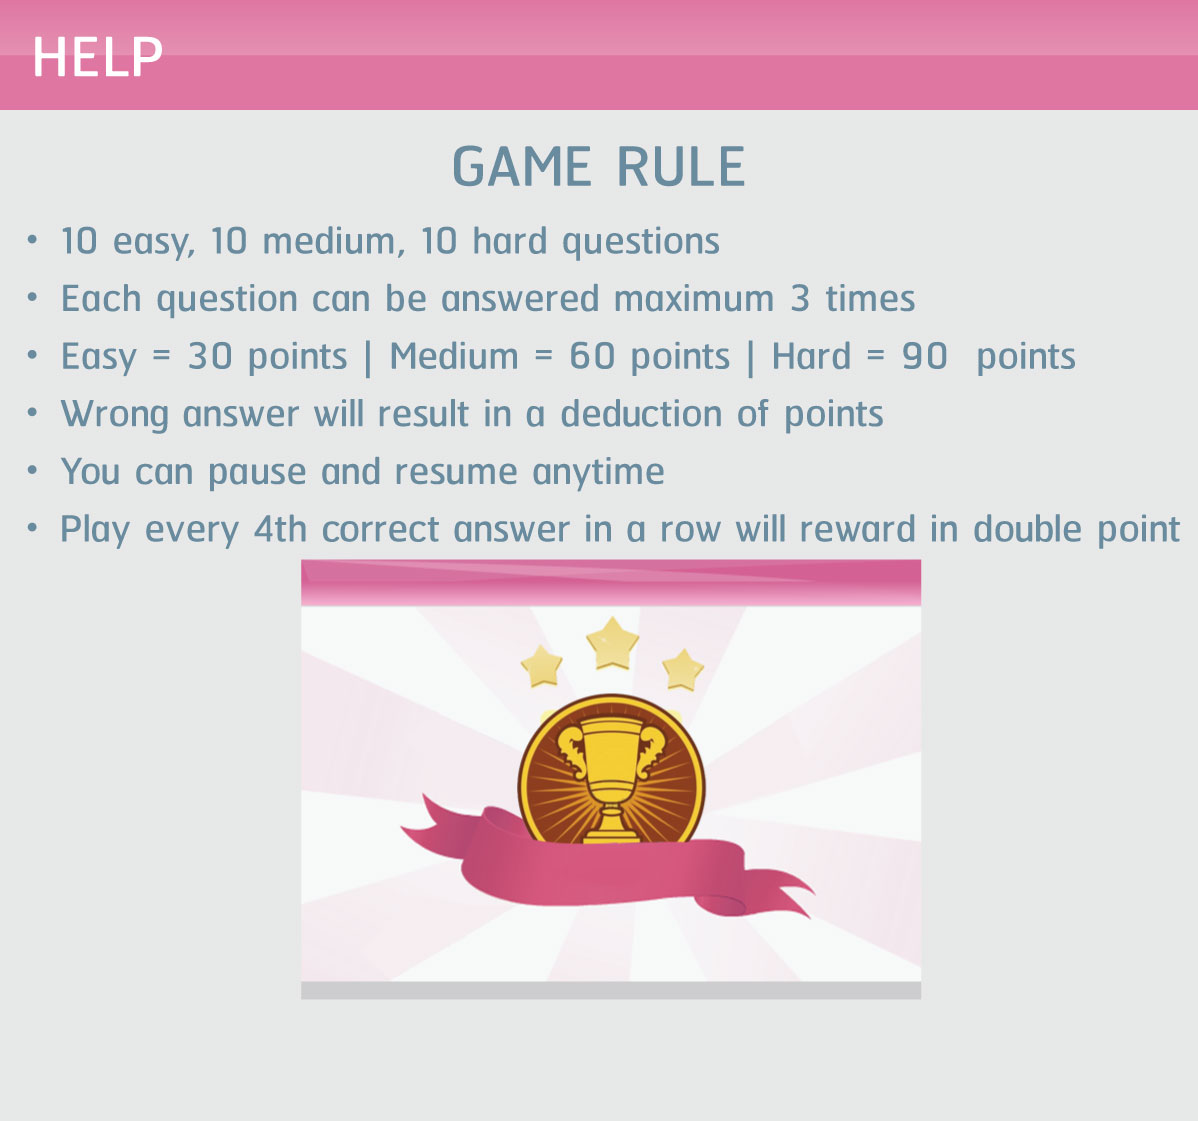 HELP
GAME RULE
• 10 easy, 10 medium, 10 hard questions
• Each question can be answered maximum 3 times
• Easy = 30 points | Medium = 60 points | Hard = 90  points
• Wrong answer will result in a deduction of points
• You can pause and resume anytime
• Play every 4th correct answer in a row will reward in double point